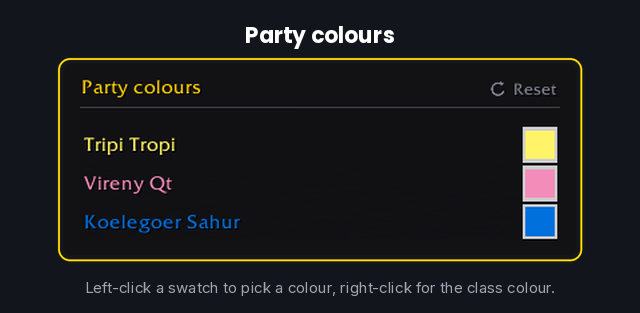 Party colours
Party colours
Reset
Tripi Tropi
Vireny Qt
Koelegoer Sahur
Left-click a swatch to pick a colour, right-click for the class colour.